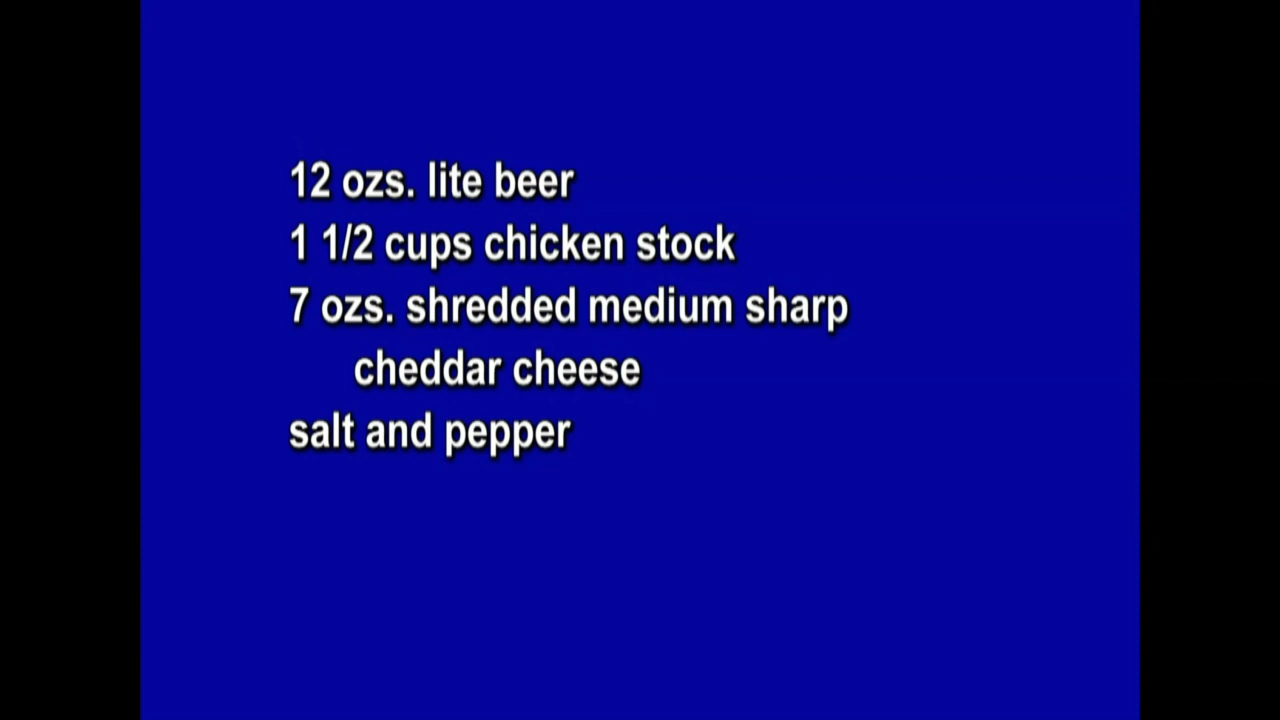 12 ozs. lite beer
1 1/2 cups chicken stock
7 ozs. shredded medium sharp
cheddar cheese
salt and pepper